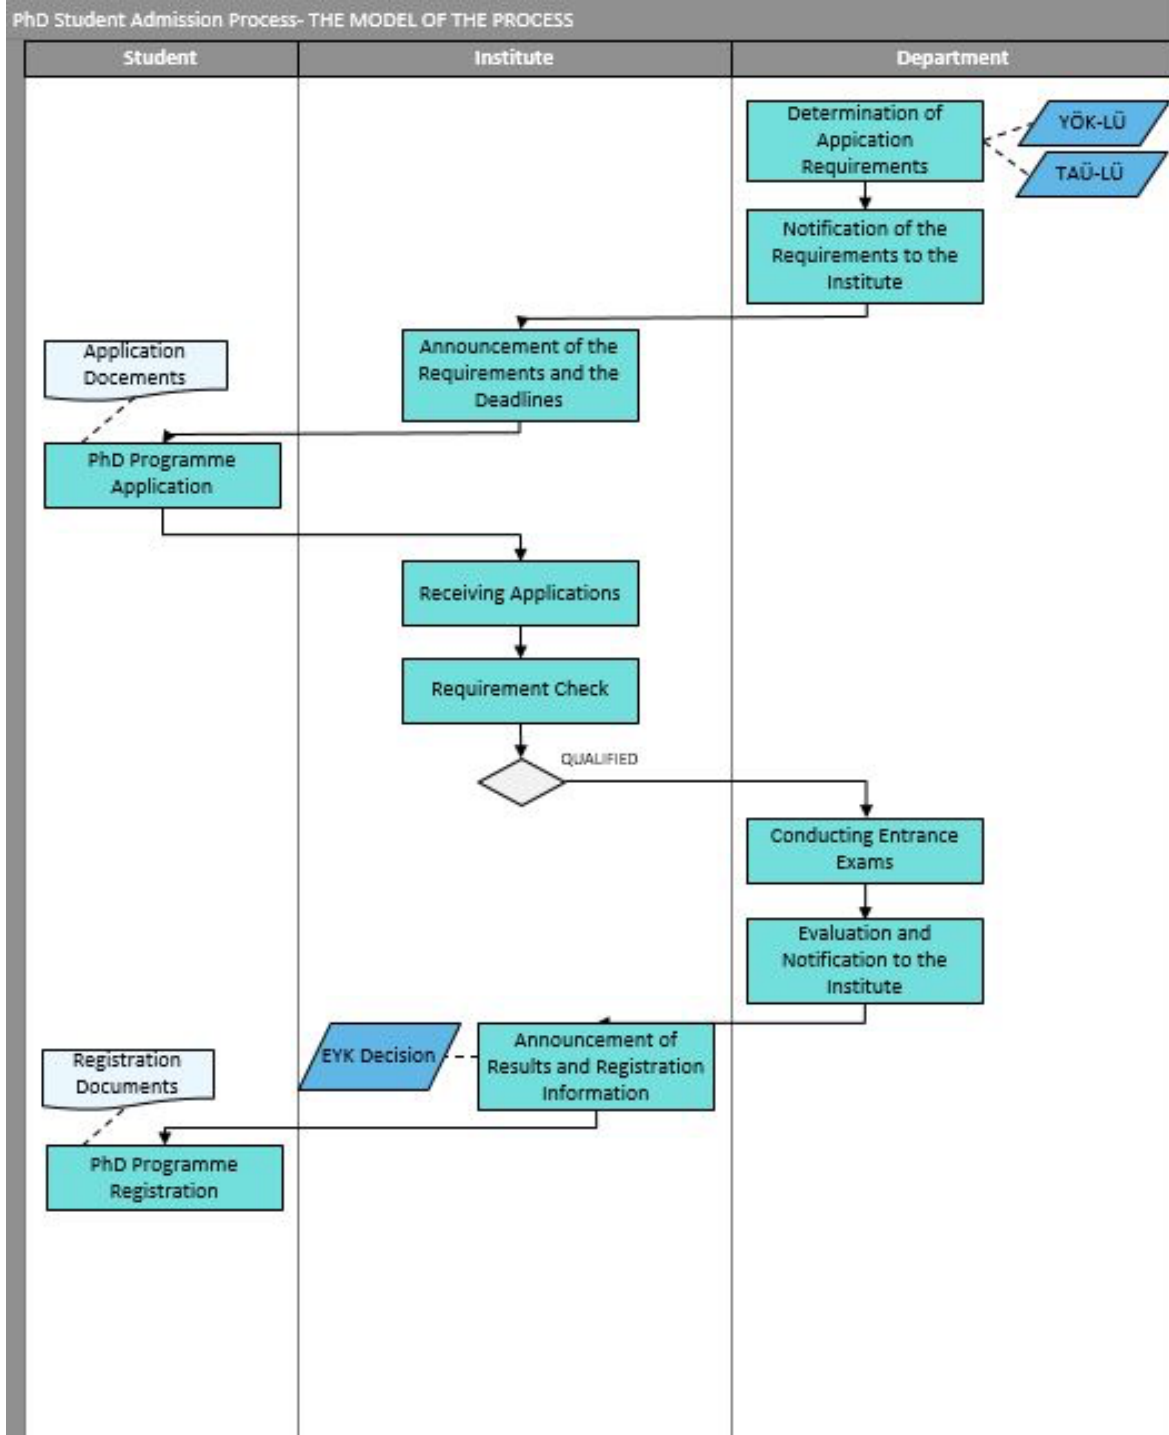 PhD Student Admission Process- THE MODEL OF THE PROCESS
Student
Institute
Department
Determination of
Appication
Requirements
YÖK-LÜ
TAÜ-LÜ
Notification of the
Requirements to the
Institute
Announcement of the
Requirements and the
Deadlines
Application
Docements
PhD Programme
Application
Receiving Applications
Requirement Check
QUALIFIED
Conducting Entrance
Exams
Evaluation and
Notification to the
Institute
EYK Decision
Announcement of
Results and Registration
Information
Registration
Documents
PhD Programme
Registration